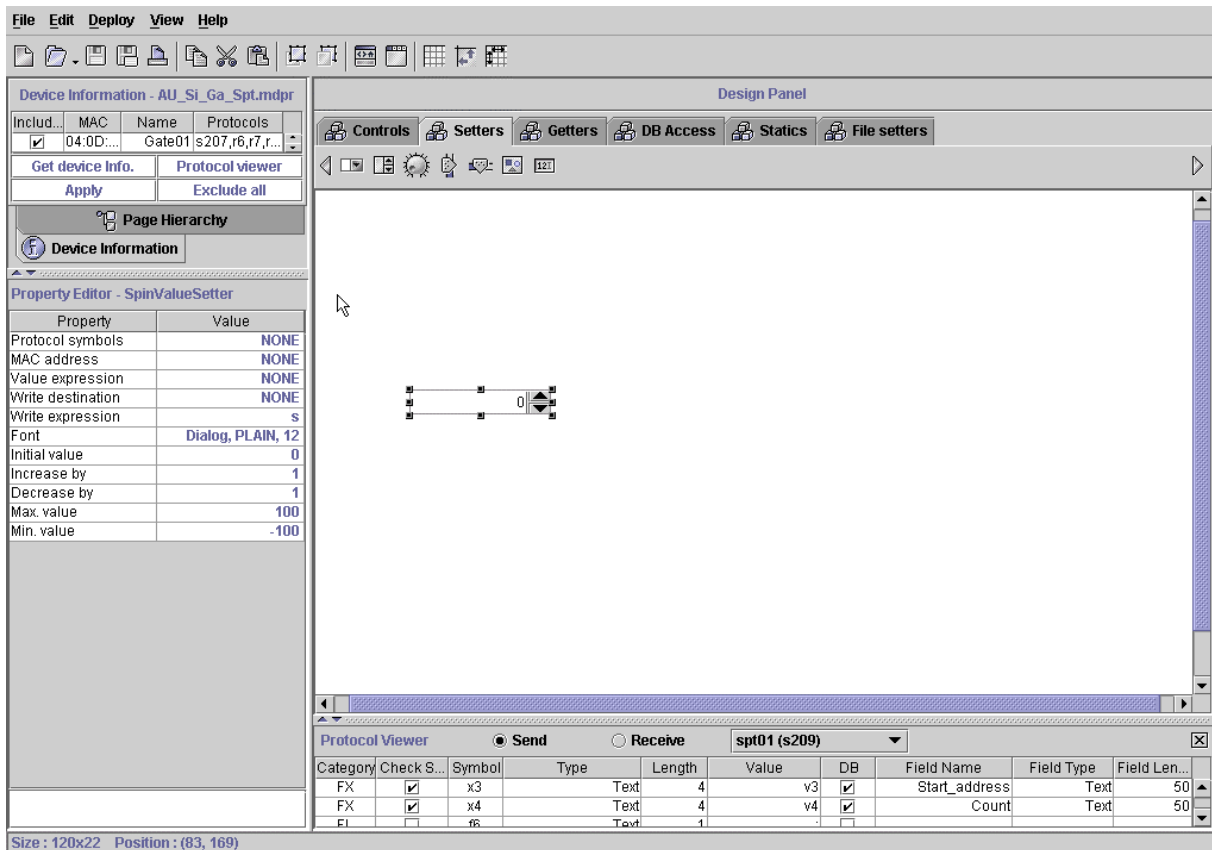 File Edit Deploy View Help
Device Information - AU_Si_Ga_Spt.mdpr
Includ... MAC Name Protocols
04:0D:... Gate01 s207,r6,r7,r...
Get device Info. Protocol viewer
Apply Exclude all
Page Hierarchy
Device Information
Property Editor - SpinValueSetter
Property Value
Protocol symbols NONE
MAC address NONE
Value expression NONE
Write destination NONE
Write expression s
Font Dialog, PLAIN, 12
Initial value 0
Increase by 1
Decrease by 1
Max. value 100
Min. value -100
Design Panel
Controls Setters Getters DB Access Statics File setters
0
Protocol Viewer Send Receive spt01 (s209)
Category Check S... Symbol Type Length Value DB Field Name Field Type Field Len...
FX x3 Text 4 v3 Start_address Text 50
FX x4 Text 4 v4 Count Text 50
Size : 120x22 Position : (83, 169)